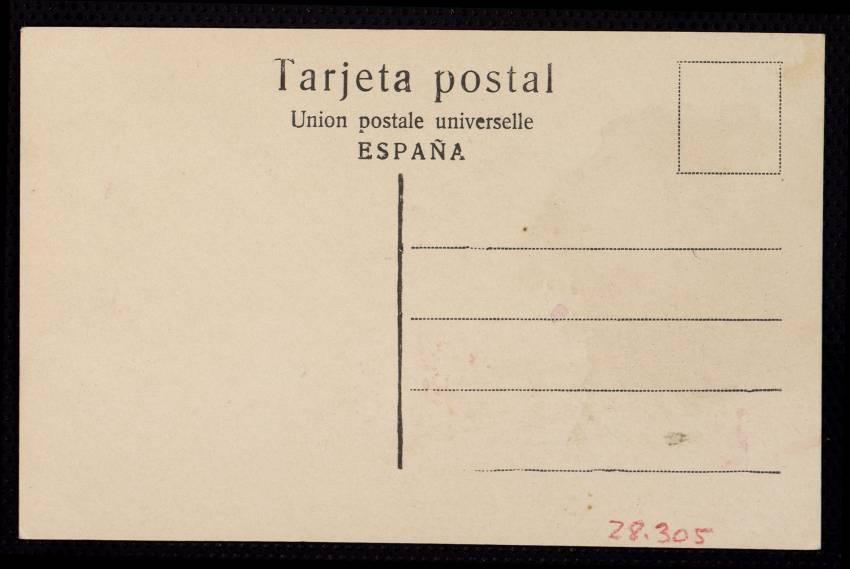 Tarjeta postal
Union postale universelle
ESPAÑA
28.305